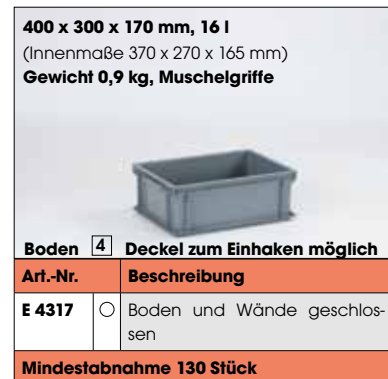 400 x 300 x 170 mm, 16 l
(Innenmaße 370 x 270 x 165 mm)
Gewicht 0,9 kg, Muschelgriffe
Boden 4 Deckel zum Einhaken möglich
Art.-Nr. Beschreibung
E 4317 ○ Boden und Wände geschlos-
sen
Mindestabnahme 130 Stück